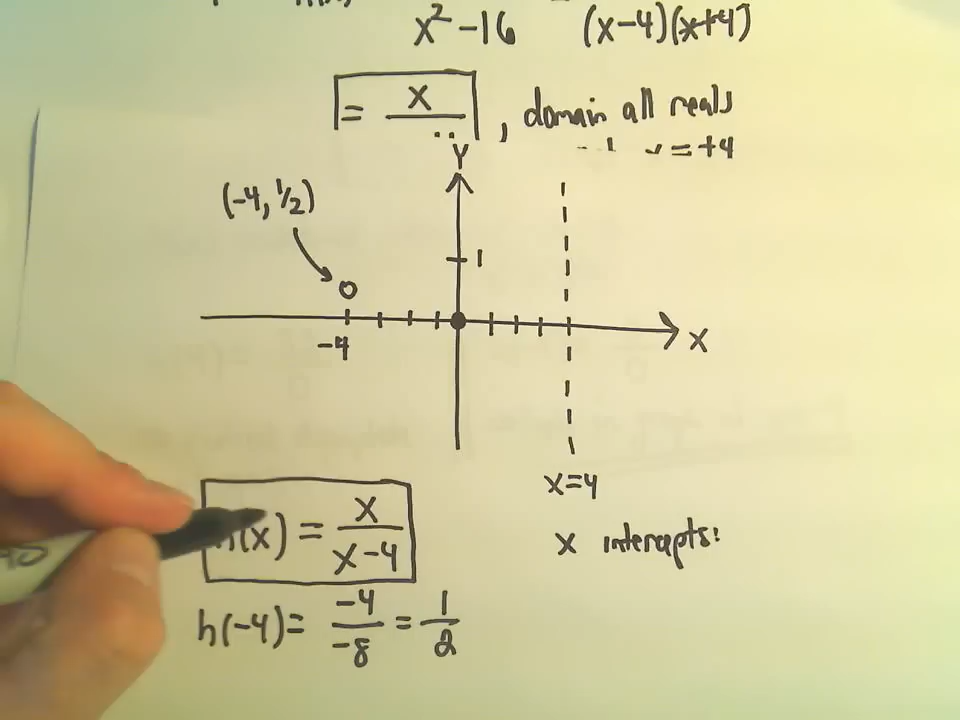 x² - 16 (x-4)(x+4)
= x/
, domain all reals
x = +4
Y
(-4, 1/2)
1
-4
X
x=4
h(x) = x/(x-4)
x intercepts:
h(-4) = -4/-8 = 1/2